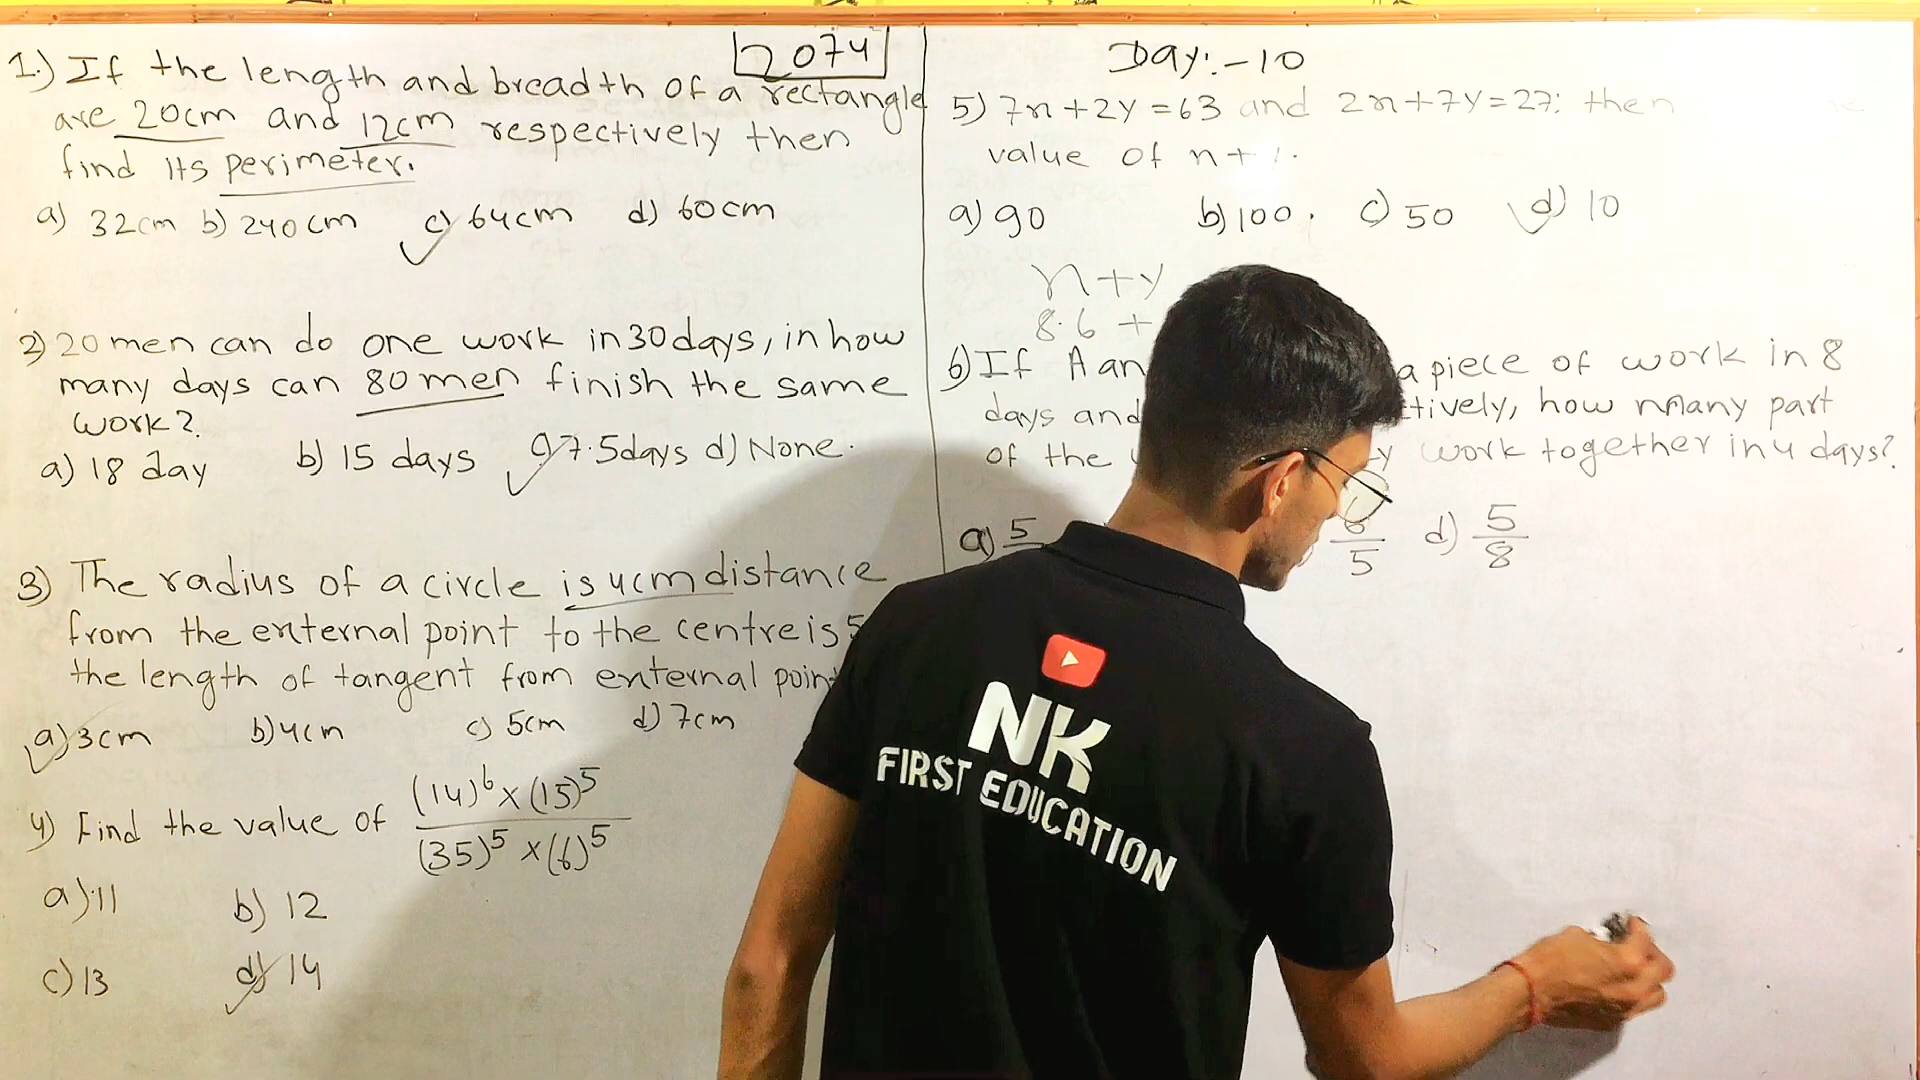 2074
1.) If the length and breadth of a rectangle
are 20cm and 12cm respectively then
find its perimeter.
a) 32cm b) 240cm c) 64cm d) 60cm
2) 20 men can do one work in 30 days, in how
many days can 80 men finish the same
work?
a) 18 day b) 15 days c) 7.5days d) None.
3) The radius of a circle is 4cm distance
from the external point to the centre is 5
the length of tangent from external point
a) 3cm b) 4cm c) 5cm d) 7cm
4) Find the value of (14)^6 x (15)^5
(35)^5 x (6)^5
a) 11 b) 12
c) 13 d) 14
Day:-10
5) 7x+2y=63 and 2x+7y=27: then
value of x+
a) 90 b) 100. c) 50 d) 10
x+y
8.6 +
6) If A an a piece of work in 8
days and tively, how many part
of the y work together in 4 days?
a) 5 6/5 d) 5/8
NK
FIRST EDUCATION